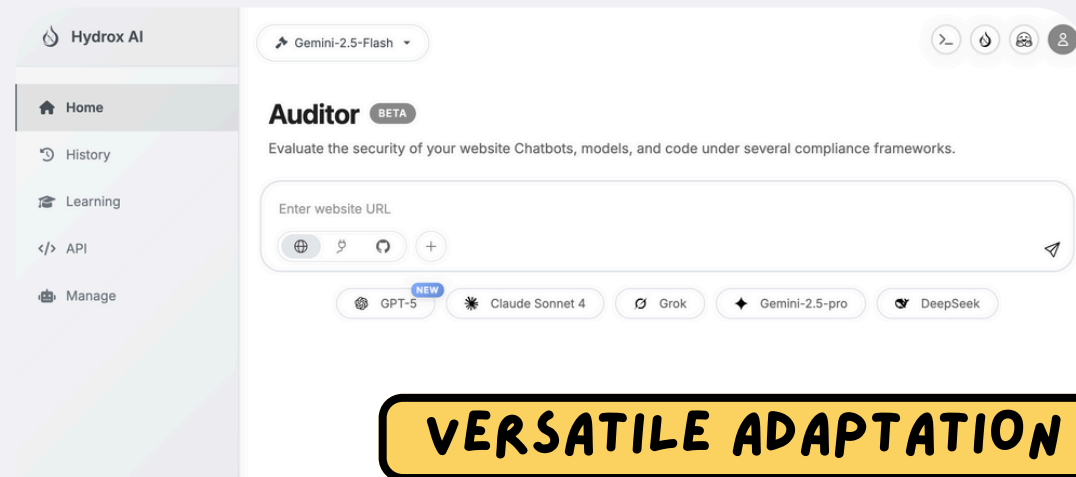 Hydrox AI
Gemini-2.5-Flash
Home
History
Learning
</> API
Manage
Auditor BETA
Evaluate the security of your website Chatbots, models, and code under several compliance frameworks.
Enter website URL
GPT-5 NEW
Claude Sonnet 4
Grok
Gemini-2.5-pro
DeepSeek
VERSATILE ADAPTATION